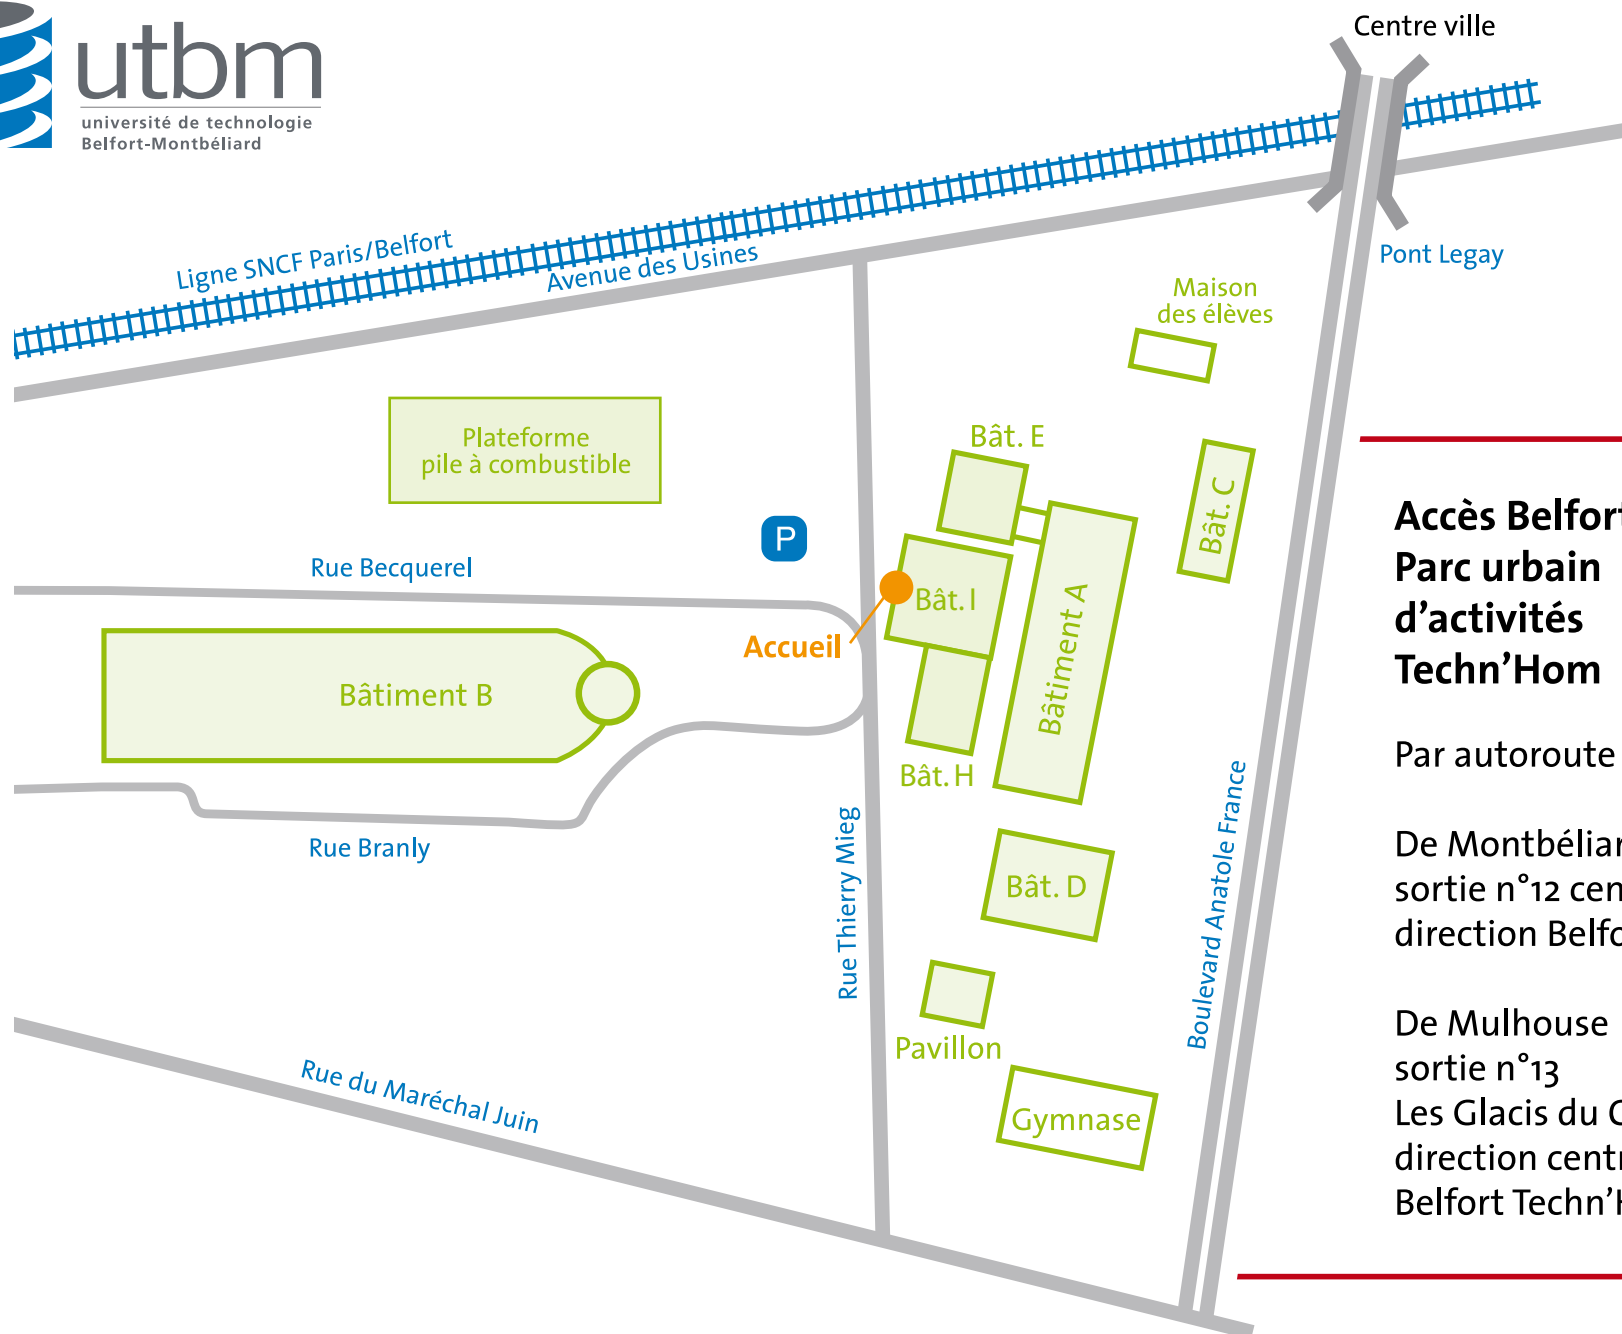 Centre ville
utbm
université de technologie
Belfort-Montbéliard
Ligne SNCF Paris/Belfort
Avenue des Usines
Pont Legay
Maison
des élèves
Plateforme
pile à combustible
Bât. E
Bât. C
P
Rue Becquerel
Bât. I
Bâtiment A
Accueil
Bâtiment B
Bât. H
Rue Branly
Rue Thierry Mieg
Bât. D
Boulevard Anatole France
Pavillon
Gymnase
Rue du Maréchal Juin
Accès Belfort
Parc urbain
d’activités
Techn’Hom
Par autoroute
De Montbéliar
sortie n°12 cen
direction Belfo
De Mulhouse
sortie n°13
Les Glacis du C
direction centr
Belfort Techn’H